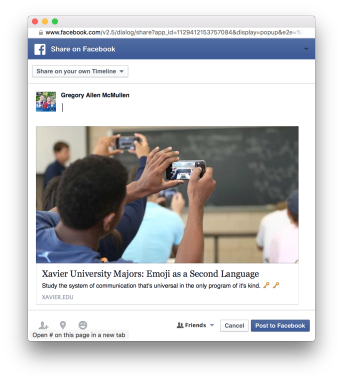 www.facebook.com/v2.5/dialog/share?app_id=1129412153757084&display=popup&e2e=%
Share on Facebook
Share on your own Timeline
Gregory Allen McMullen
Xavier University Majors: Emoji as a Second Language
Study the system of communication that's universal in the only program of it's kind.
XAVIER.EDU
Friends
Cancel
Post to Facebook
Open # on this page in a new tab